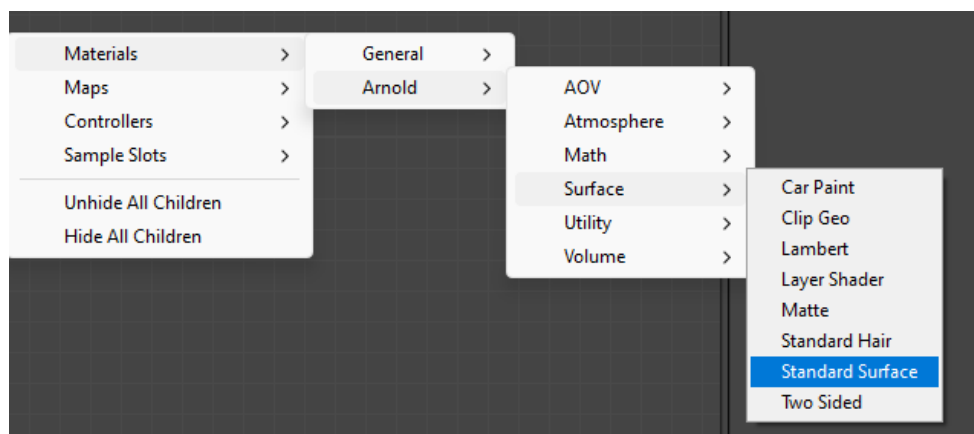 Materials
Maps
Controllers
Sample Slots
Unhide All Children
Hide All Children
General
Arnold
AOV
Atmosphere
Math
Surface
Utility
Volume
Car Paint
Clip Geo
Lambert
Layer Shader
Matte
Standard Hair
Standard Surface
Two Sided